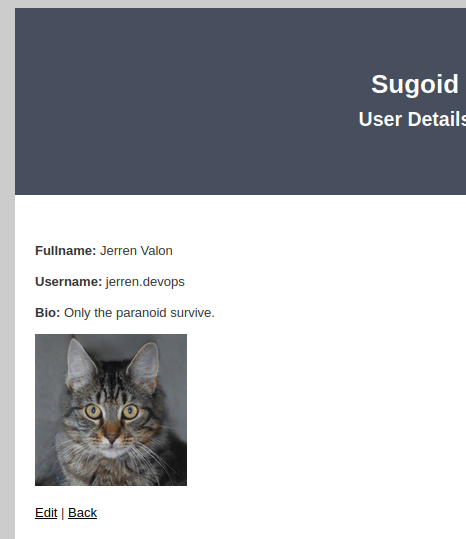 Sugoid
User Details
Fullname: Jerren Valon
Username: jerren.devops
Bio: Only the paranoid survive.
Edit | Back